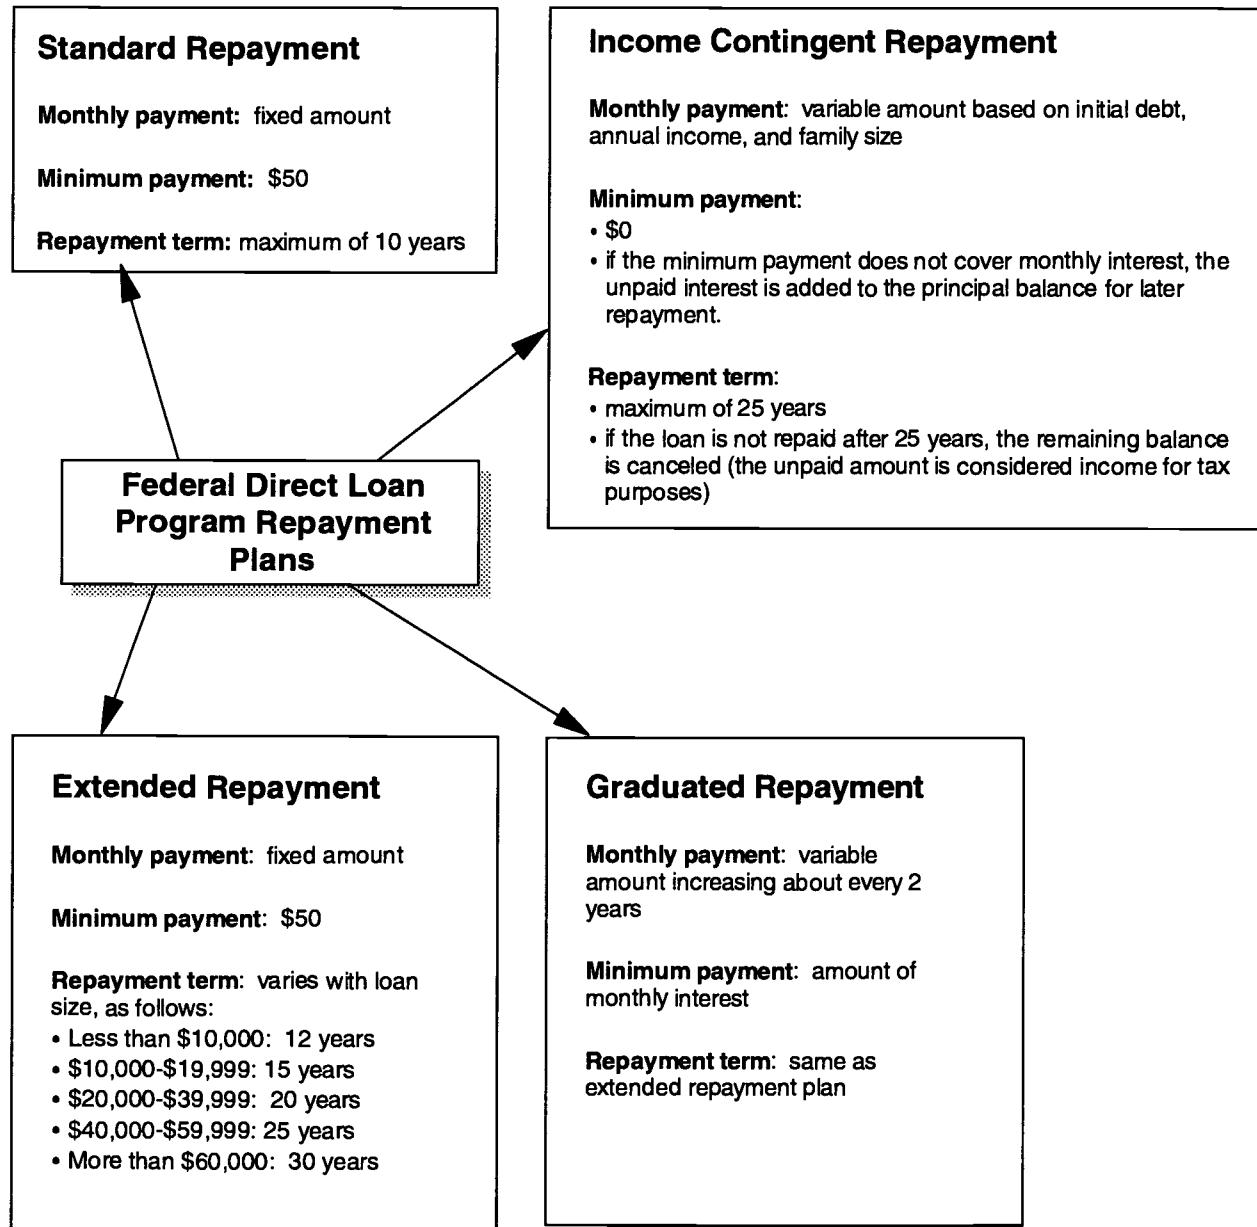 Standard Repayment
Monthly payment: fixed amount
Minimum payment: $50
Repayment term: maximum of 10 years
Income Contingent Repayment
Monthly payment: variable amount based on initial debt,
annual income, and family size
Minimum payment:
• $0
• if the minimum payment does not cover monthly interest, the
unpaid interest is added to the principal balance for later
repayment.
Repayment term:
• maximum of 25 years
• if the loan is not repaid after 25 years, the remaining balance
is canceled (the unpaid amount is considered income for tax
purposes)
Federal Direct Loan
Program Repayment
Plans
Extended Repayment
Monthly payment: fixed amount
Minimum payment: $50
Repayment term: varies with loan
size, as follows:
• Less than $10,000: 12 years
• $10,000-$19,999: 15 years
• $20,000-$39,999: 20 years
• $40,000-$59,999: 25 years
• More than $60,000: 30 years
Graduated Repayment
Monthly payment: variable
amount increasing about every 2
years
Minimum payment: amount of
monthly interest
Repayment term: same as
extended repayment plan